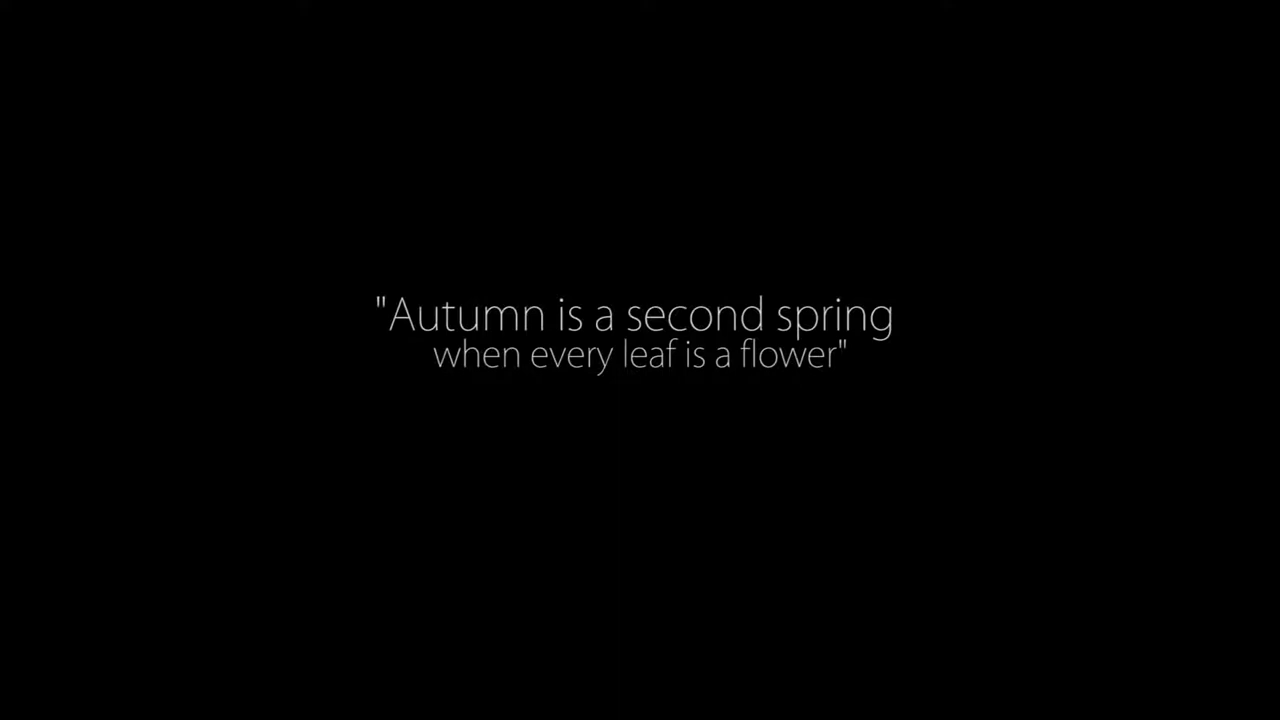 "Autumn is a second spring
when every leaf is a flower"